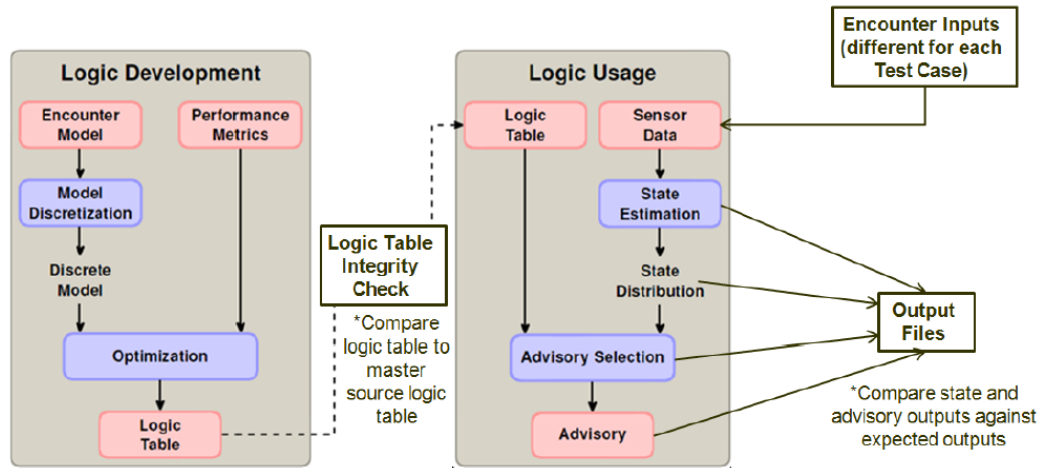 Logic Development
Encounter
Model
Performance
Metrics
Model
Discretization
Discrete
Model
Optimization
Logic
Table
Logic Table
Integrity
Check
*Compare
logic table to
master
source logic
table
Logic Usage
Logic
Table
Sensor
Data
State
Estimation
State
Distribution
Advisory Selection
Advisory
Encounter Inputs
(different for each
Test Case)
Output
Files
*Compare state and
advisory outputs against
expected outputs